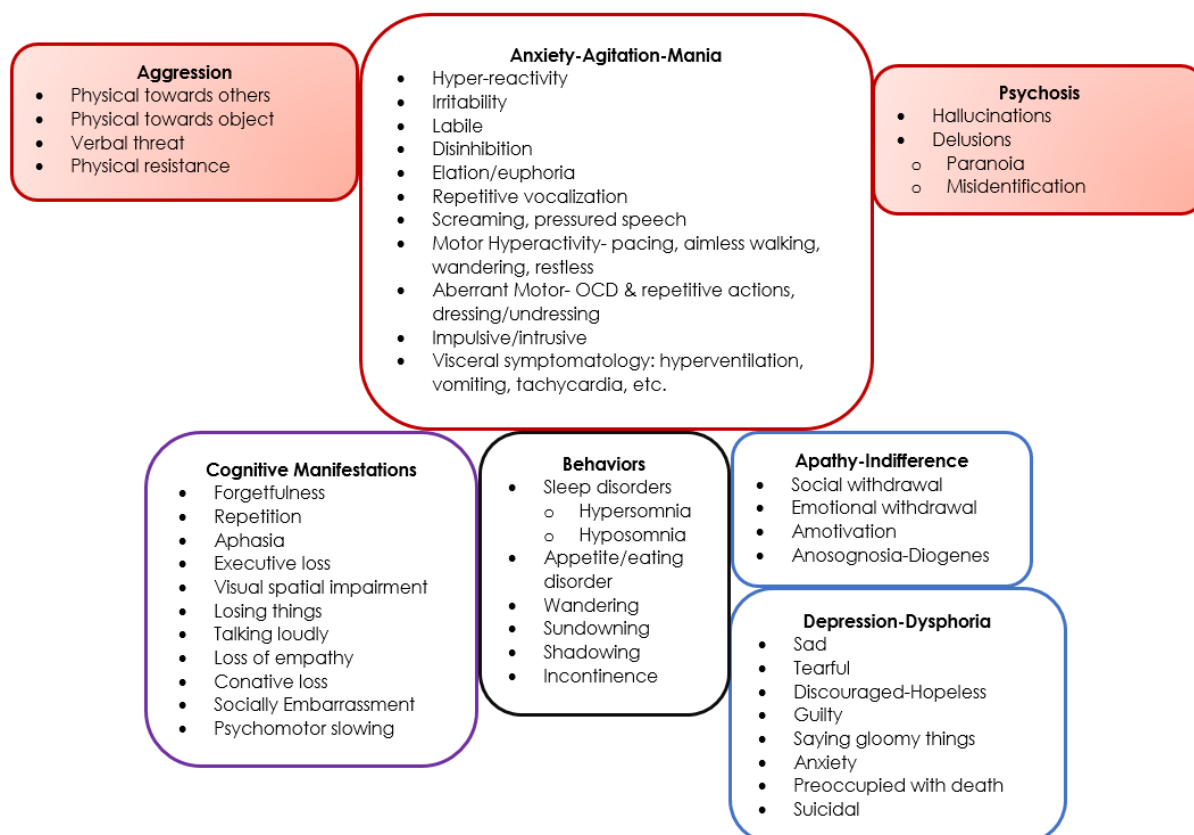 Aggression
• Physical towards others
• Physical towards object
• Verbal threat
• Physical resistance
Anxiety-Agitation-Mania
• Hyper-reactivity
• Irritability
• Labile
• Disinhibition
• Elation/euphoria
• Repetitive vocalization
• Screaming, pressured speech
• Motor Hyperactivity- pacing, aimless walking,
wandering, restless
• Aberrant Motor- OCD & repetitive actions,
dressing/undressing
• Impulsive/intrusive
• Visceral symptomatology: hyperventilation,
vomiting, tachycardia, etc.
Psychosis
• Hallucinations
• Delusions
o Paranoia
o Misidentification
Cognitive Manifestations
• Forgetfulness
• Repetition
• Aphasia
• Executive loss
• Visual spatial impairment
• Losing things
• Talking loudly
• Loss of empathy
• Conative loss
• Socially Embarrassment
• Psychomotor slowing
Behaviors
• Sleep disorders
o Hypersomnia
o Hyposomnia
• Appetite/eating
disorder
• Wandering
• Sundowning
• Shadowing
• Incontinence
Apathy-Indifference
• Social withdrawal
• Emotional withdrawal
• Amotivation
• Anosognosia-Diogenes
Depression-Dysphoria
• Sad
• Tearful
• Discouraged-Hopeless
• Guilty
• Saying gloomy things
• Anxiety
• Preoccupied with death
• Suicidal